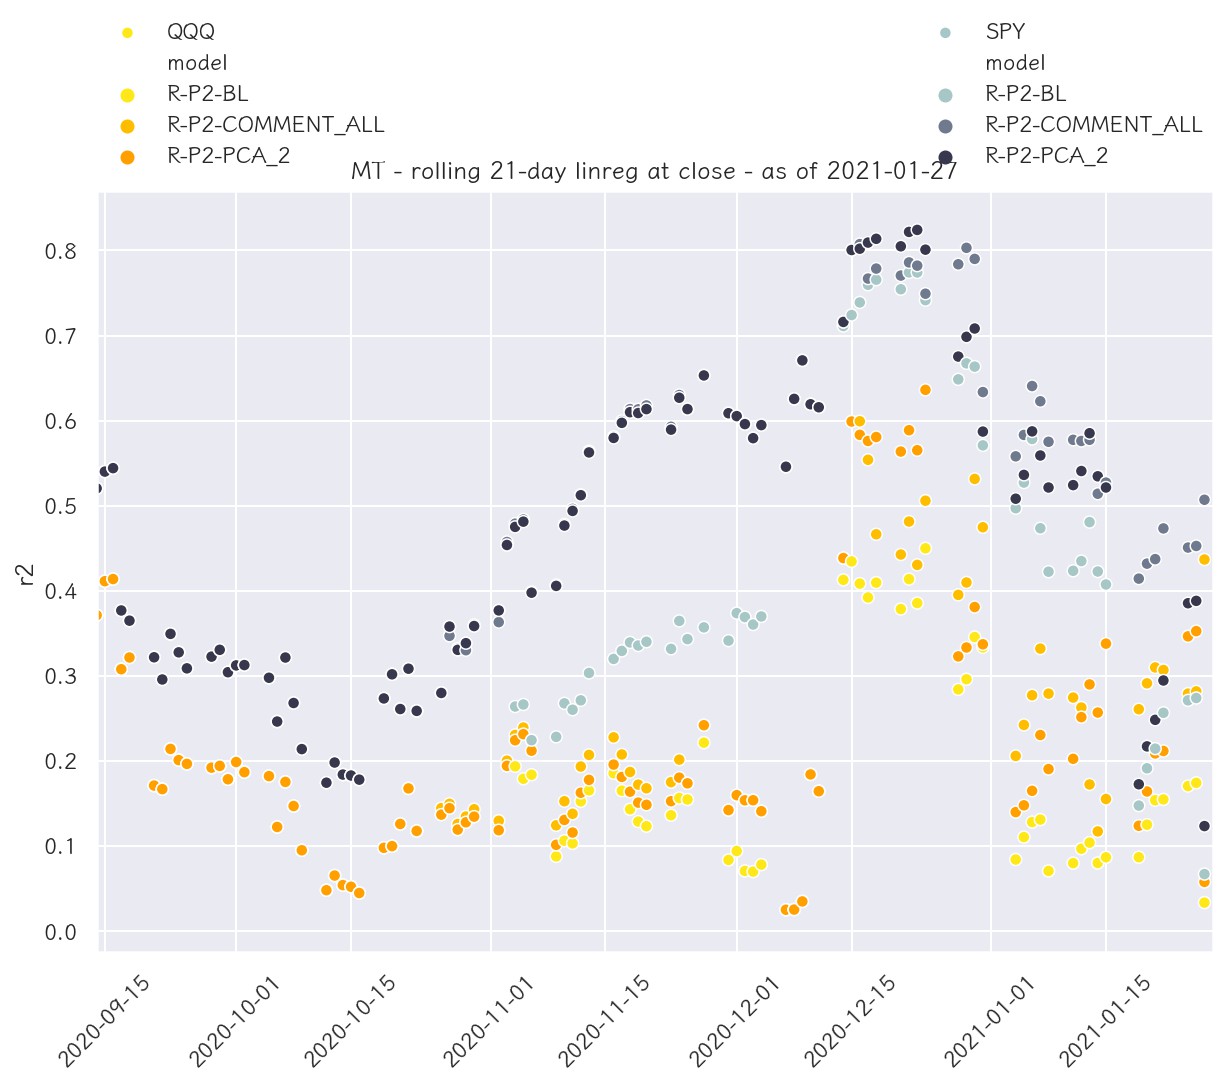 QQQ
model
R-P2-BL
R-P2-COMMENT_ALL
R-P2-PCA_2
SPY
model
R-P2-BL
R-P2-COMMENT_ALL
R-P2-PCA_2
MT - rolling 21-day linreg at close - as of 2021-01-27
r2
0.8
0.7
0.6
0.5
0.4
0.3
0.2
0.1
0.0
2020-09-15
2020-10-01
2020-10-15
2020-11-01
2020-11-15
2020-12-01
2020-12-15
2021-01-01
2021-01-15